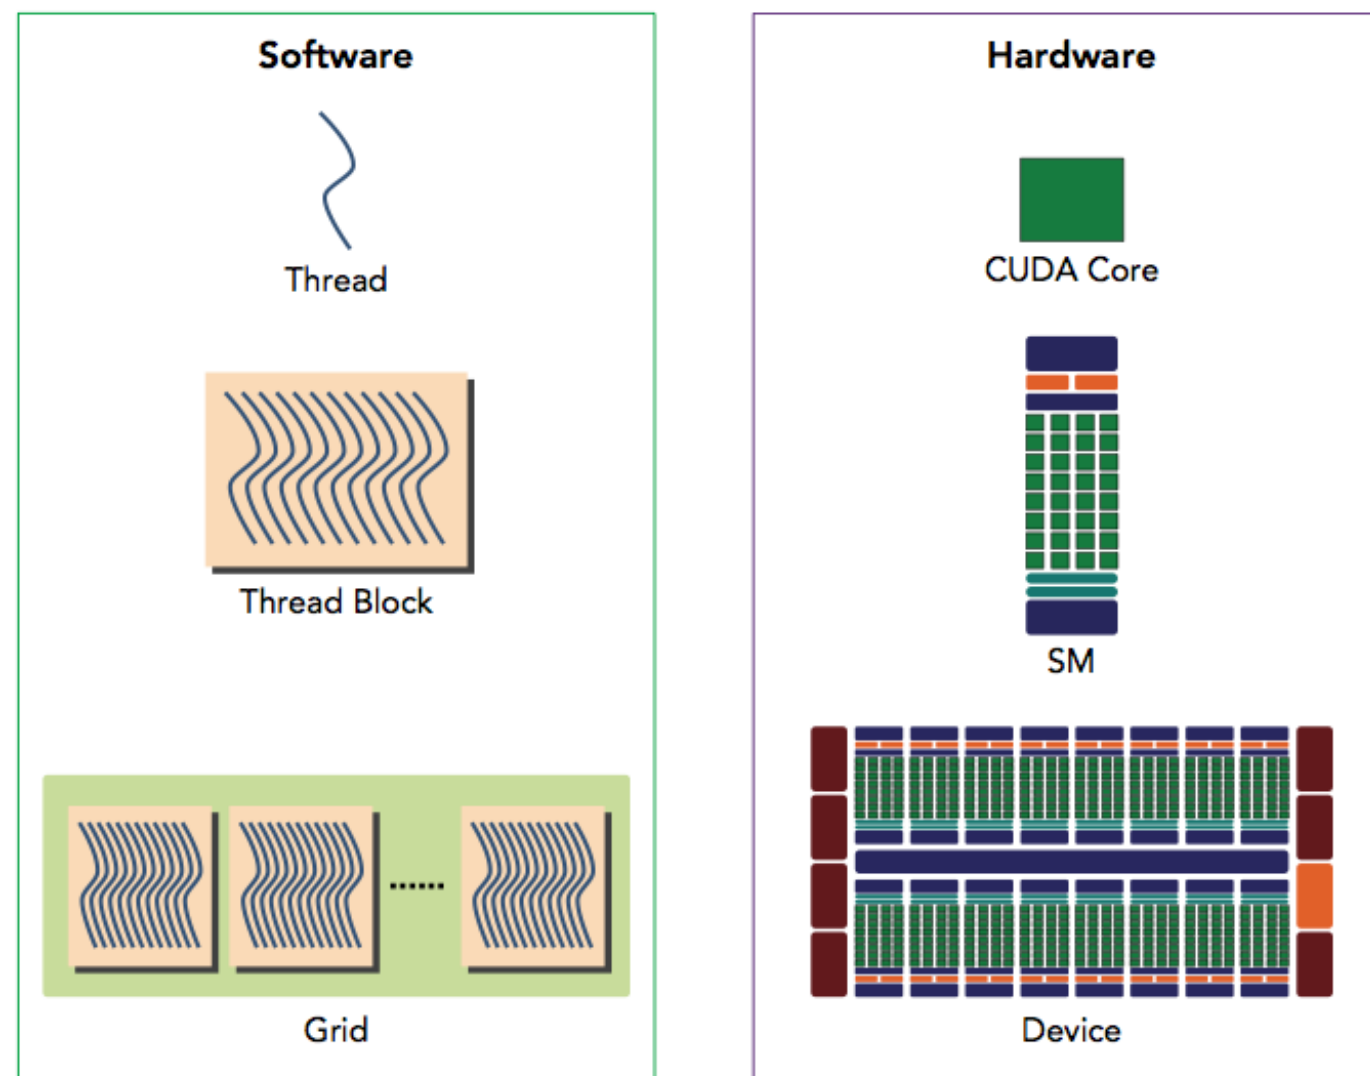 Software
Thread
Thread Block
Grid
Hardware
CUDA Core
SM
Device